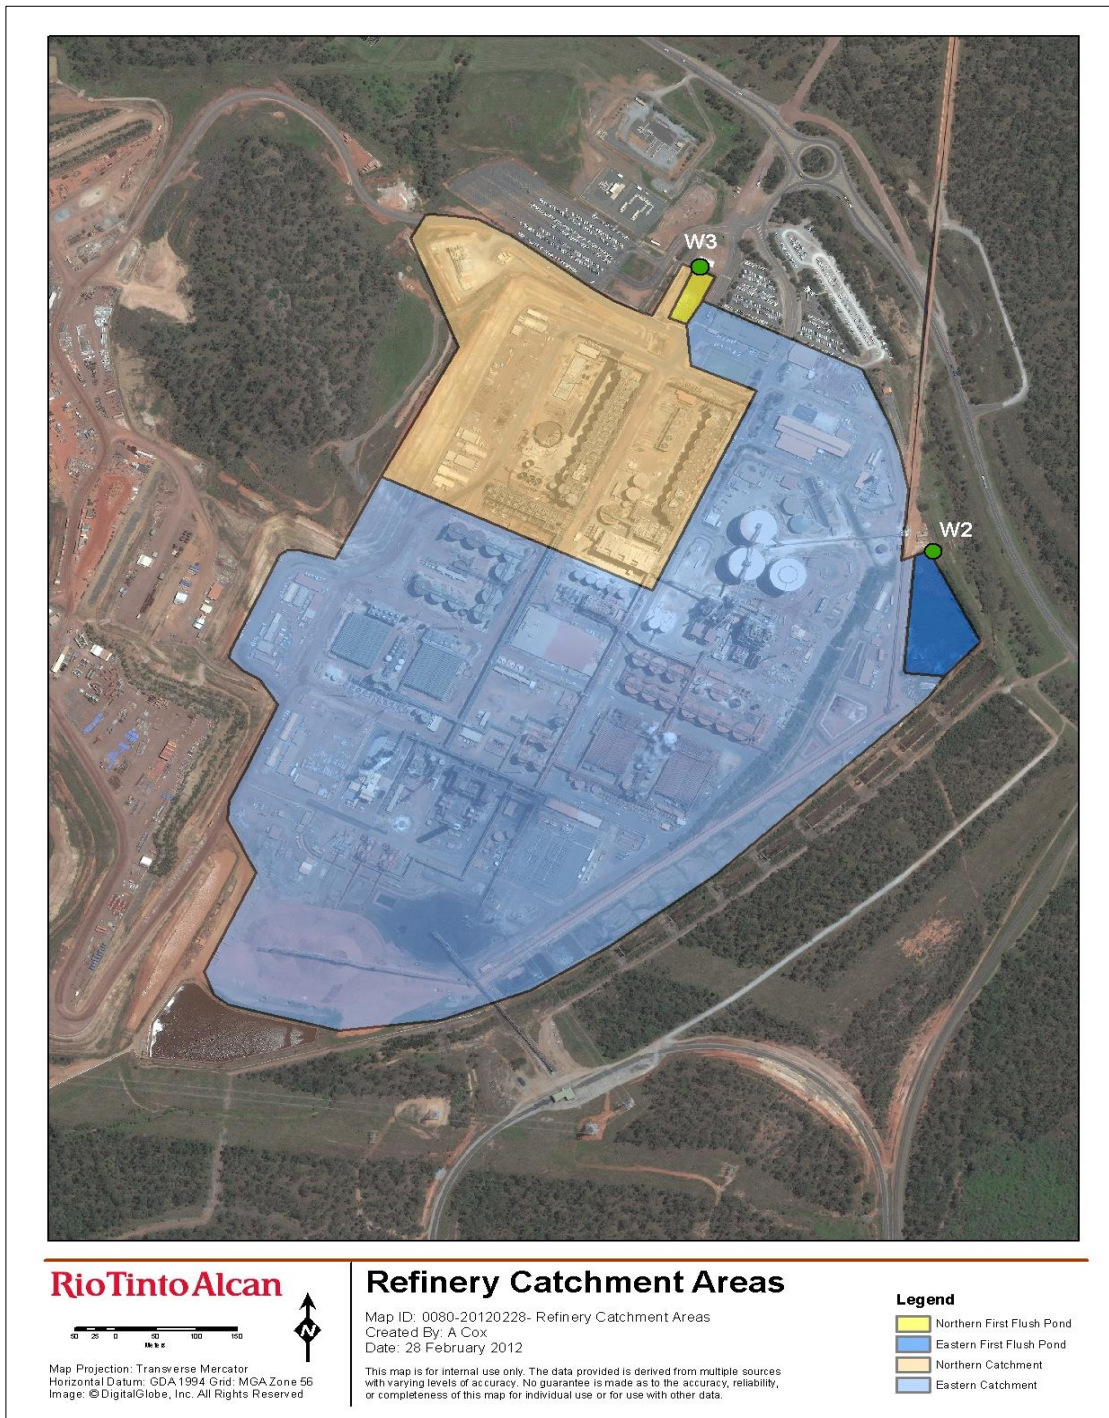 W3
W2
RioTinto Alcan
50 25 0 50 100 150
Meters
N
Map Projection: Transverse Mercator
Horizontal Datum: GDA 1994 Grid: MGA Zone 56
Image: © DigitalGlobe, Inc. All Rights Reserved
Refinery Catchment Areas
Map ID: 0080-20120228- Refinery Catchment Areas
Created By: A Cox
Date: 28 February 2012
This map is for internal use only. The data provided is derived from multiple sources
with varying levels of accuracy. No guarantee is made as to the accuracy, reliability,
or completeness of this map for individual use or for use with other data.
Legend
Northern First Flush Pond
Eastern First Flush Pond
Northern Catchment
Eastern Catchment